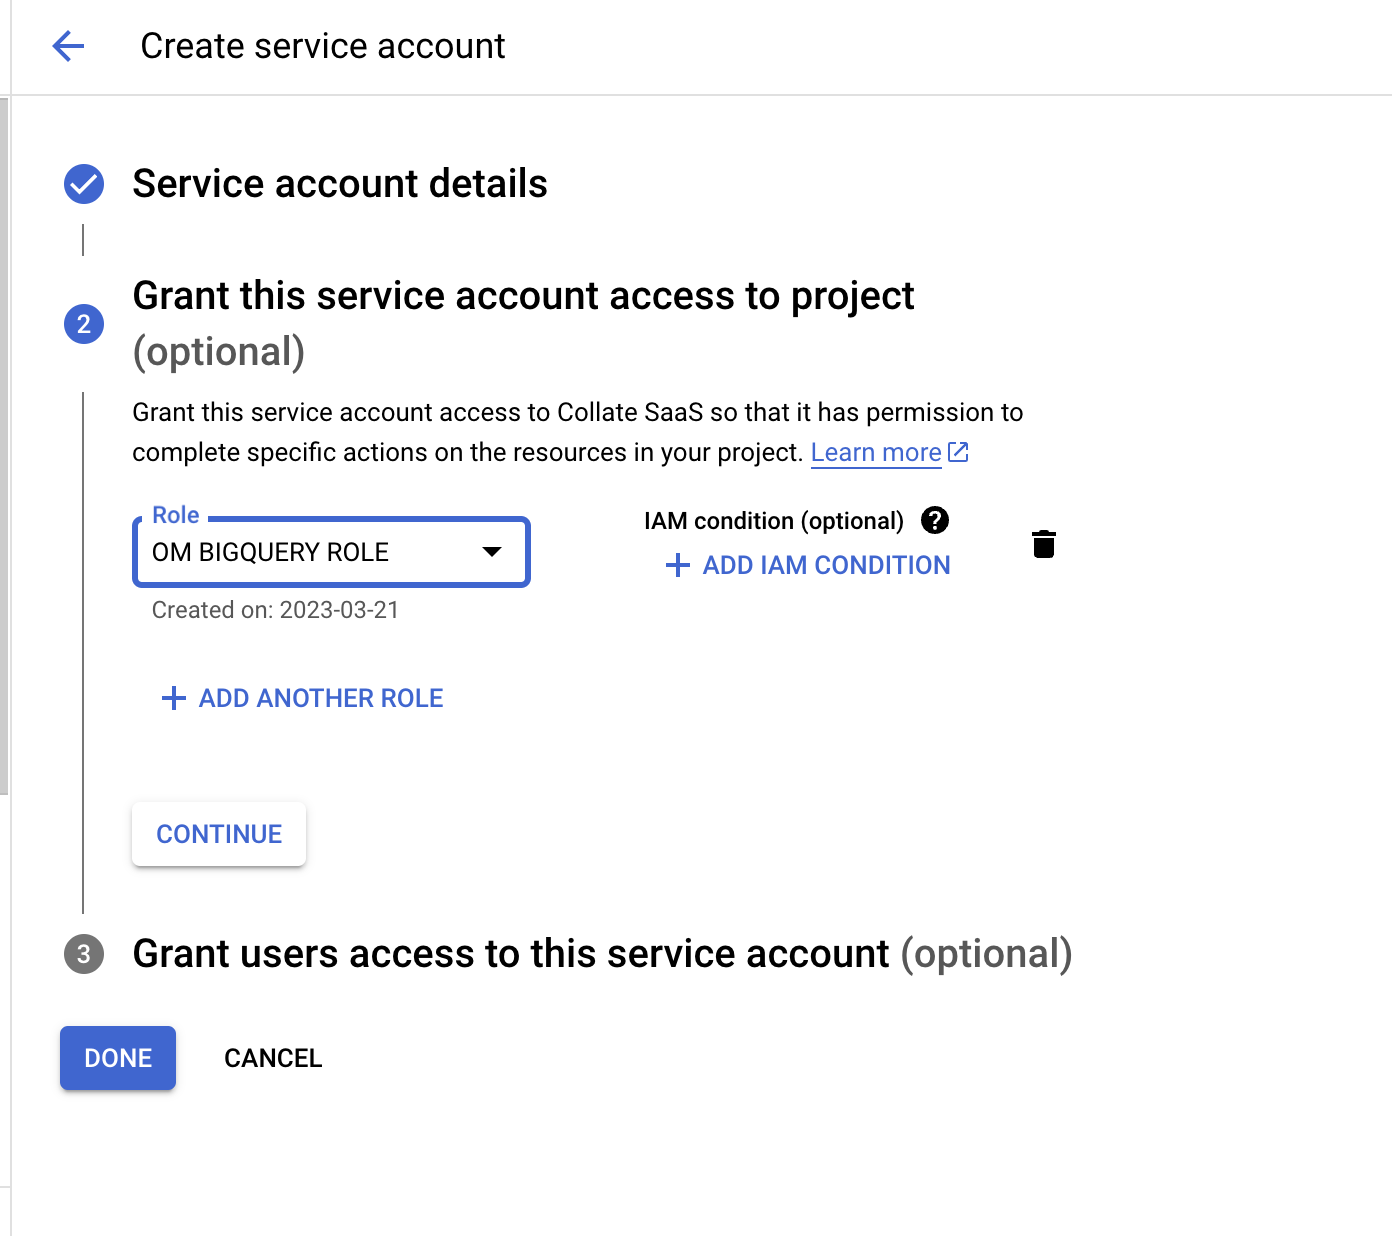 Create service account
Service account details
2
Grant this service account access to project
(optional)
Grant this service account access to Collate SaaS so that it has permission to
complete specific actions on the resources in your project. Learn more
Role
OM BIGQUERY ROLE
Created on: 2023-03-21
IAM condition (optional) ?
+ ADD IAM CONDITION
+ ADD ANOTHER ROLE
CONTINUE
3
Grant users access to this service account (optional)
DONE
CANCEL